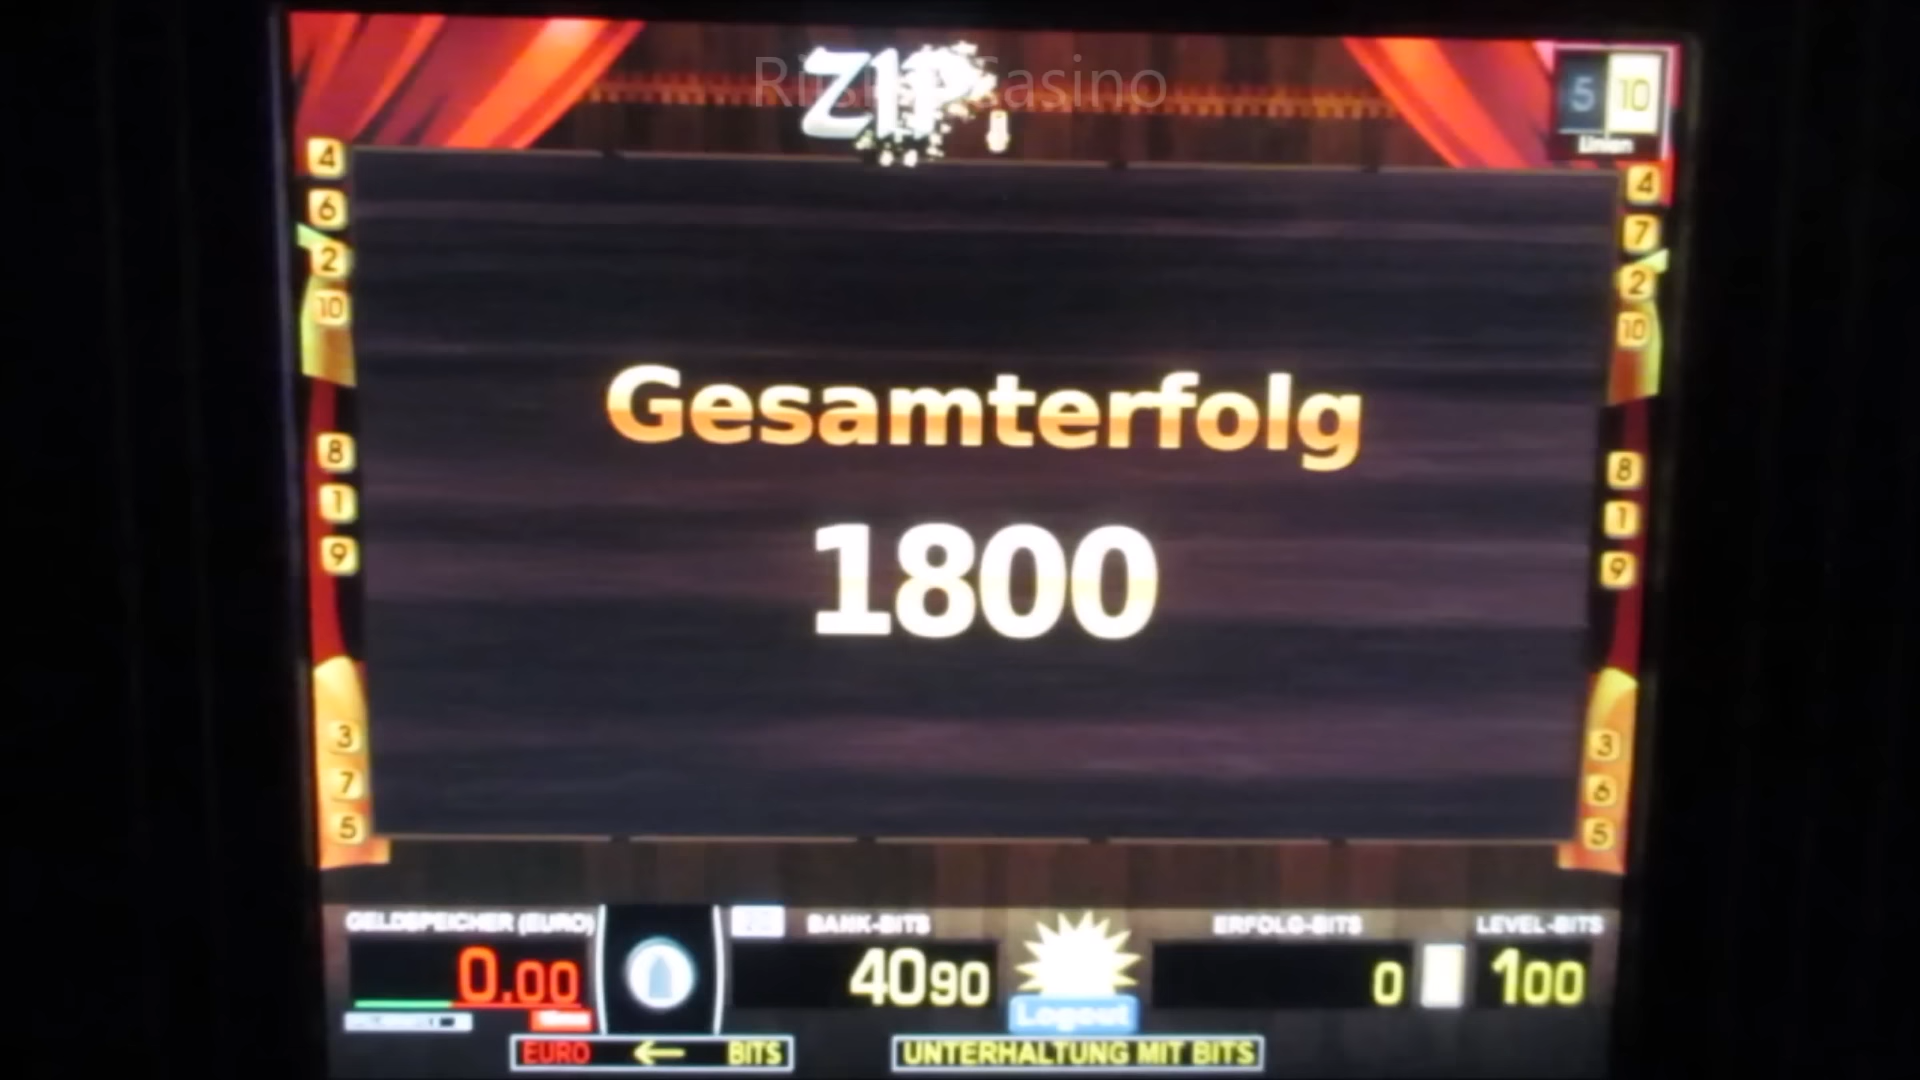 ZIP
5 10
Linien
4
6
2
10
8
1
9
3
7
5
4
7
2
10
8
1
9
3
6
5
Gesamterfolg
1800
GELDSPEICHER (EURO)
BANK-BITS
ERFOLG-BITS
LEVEL-BITS
0.00
4090
0
100
Logout
EURO ← BITS
UNTERHALTUNG MIT BITS